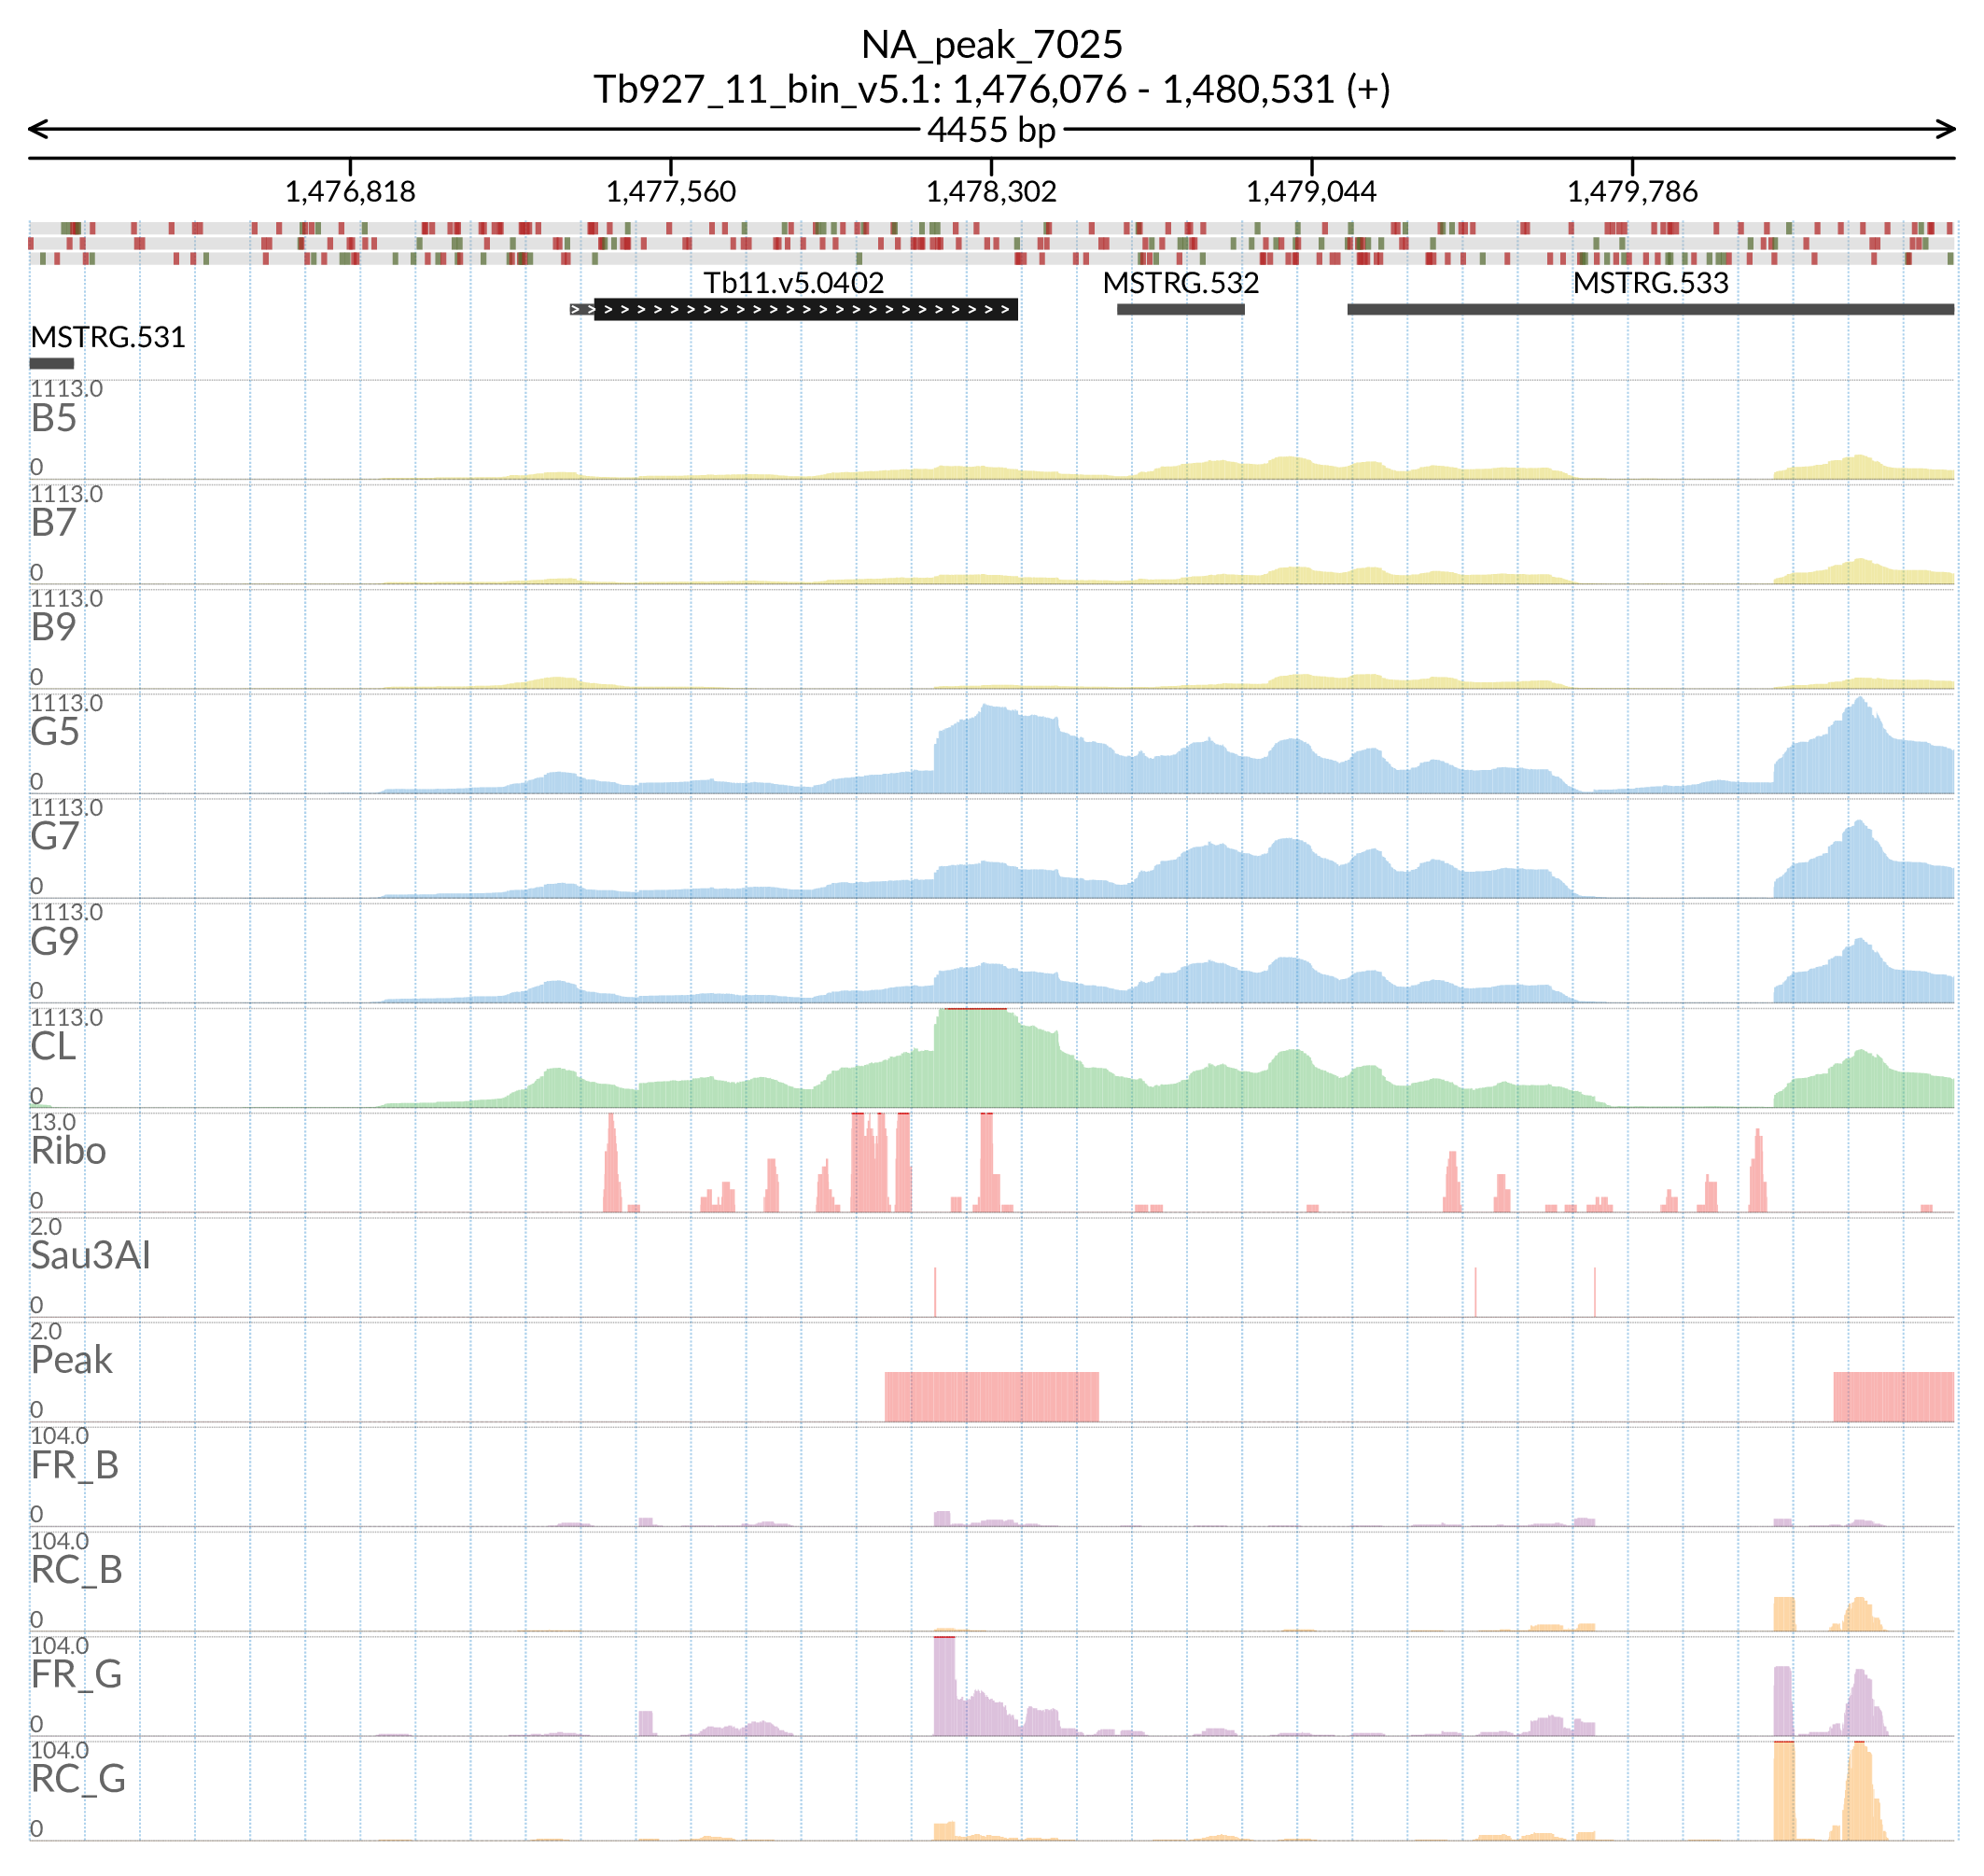 NA_peak_7025
Tb927_11_bin_v5.1: 1,476,076 - 1,480,531 (+)
4455 bp
1,476,818 1,477,560 1,478,302 1,479,044 1,479,786
Tb11.v5.0402 MSTRG.532 MSTRG.533
MSTRG.531
1113.0
B5
0
1113.0
B7
0
1113.0
B9
0
1113.0
G5
0
1113.0
G7
0
1113.0
G9
0
1113.0
CL
0
13.0
Ribo
0
2.0
Sau3AI
0
2.0
Peak
0
104.0
FR_B
0
104.0
RC_B
0
104.0
FR_G
0
104.0
RC_G
0